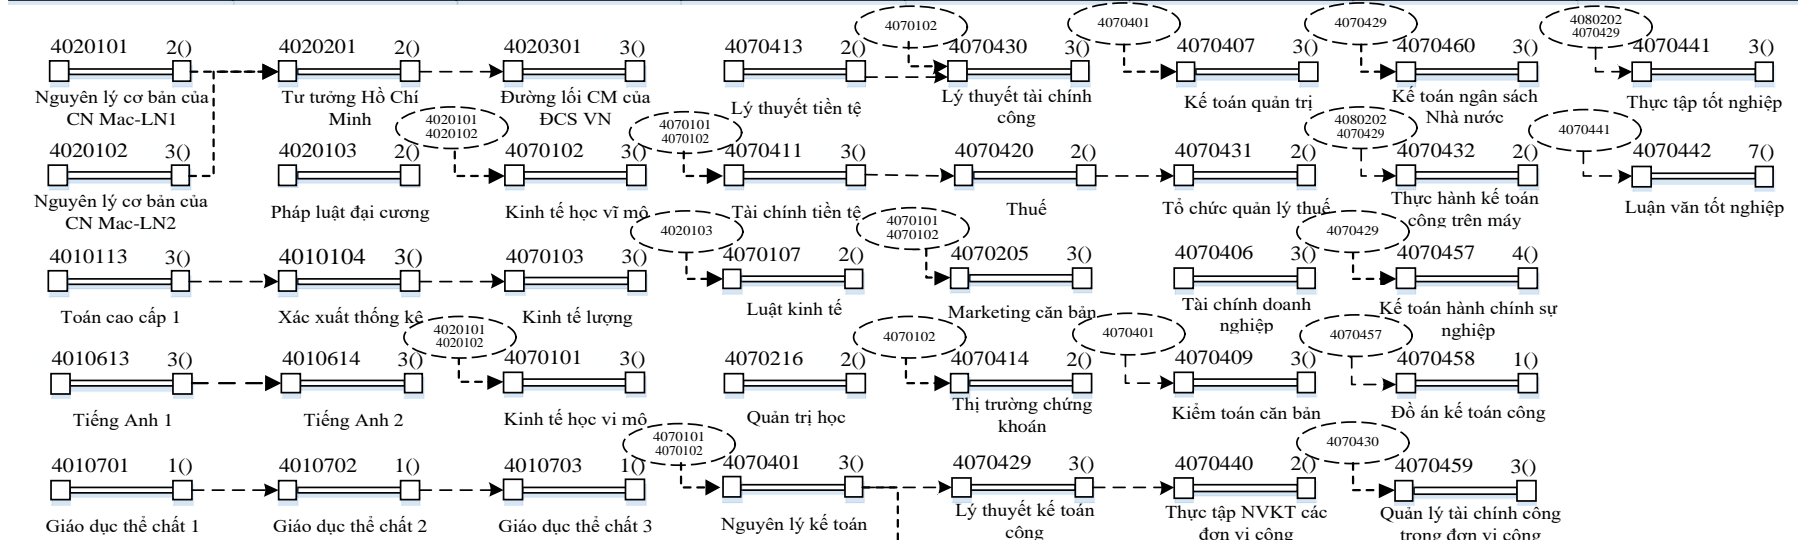 4070102
4070401
4070429
4080202
4070429
4020101 2()
4020201 2()
4020301 3()
4070413 2()
4070430 3()
4070407 3()
4070460 3()
4070441 3()
Nguyên lý cơ bản của
CN Mac-LN1
Tư tưởng Hồ Chí
Minh
Đường lối CM của
ĐCS VN
Lý thuyết tiền tệ
Lý thuyết tài chính
công
Kế toán quản trị
Kế toán ngân sách
Nhà nước
Thực tập tốt nghiệp
4020101
4020102
4070101
4070102
4080202
4070429
4070441
4020102 3()
4020103 2()
4070102 3()
4070411 3()
4070420 2()
4070431 2()
4070432 2()
4070442 7()
Nguyên lý cơ bản của
CN Mac-LN2
Pháp luật đại cương
Kinh tế học vĩ mô
Tài chính tiền tệ
Thuế
Tổ chức quản lý thuế
Thực hành kế toán
công trên máy
Luận văn tốt nghiệp
4020103
4070101
4070102
4070429
4010113 3()
4010104 3()
4070103 3()
4070107 2()
4070205 3()
4070406 3()
4070457 4()
Toán cao cấp 1
Xác xuất thống kê
Kinh tế lượng
Luật kinh tế
Marketing căn bản
Tài chính doanh
nghiệp
Kế toán hành chính sự
nghiệp
4020101
4020102
4070102
4070401
4070457
4010613 3()
4010614 3()
4070101 3()
4070216 2()
4070414 2()
4070409 3()
4070458 1()
Tiếng Anh 1
Tiếng Anh 2
Kinh tế học vi mô
Quản trị học
Thị trường chứng
khoán
Kiểm toán căn bản
Đồ án kế toán công
4070101
4070102
4070430
4010701 1()
4010702 1()
4010703 1()
4070401 3()
4070429 3()
4070440 2()
4070459 3()
Giáo dục thể chất 1
Giáo dục thể chất 2
Giáo dục thể chất 3
Nguyên lý kế toán
Lý thuyết kế toán
công
Thực tập NVKT các
đơn vị công
Quản lý tài chính công
trong đơn vị công